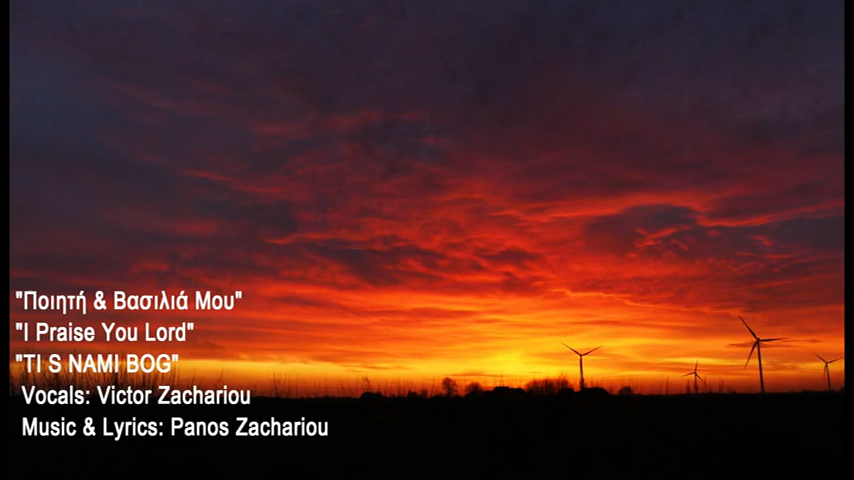 "Ποιητή & Βασιλιά Μου"
"I Praise You Lord"
"TI S NAMI BOG"
Vocals: Victor Zachariou
Music & Lyrics: Panos Zachariou